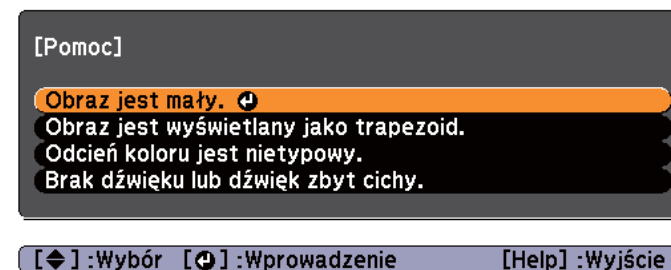 [Pomoc]
Obraz jest mały.
Obraz jest wyświetlany jako trapezoid.
Odcień koloru jest nietypowy.
Brak dźwięku lub dźwięk zbyt cichy.
[◆] :Wybór [↵] :Wprowadzenie [Help] :Wyjście